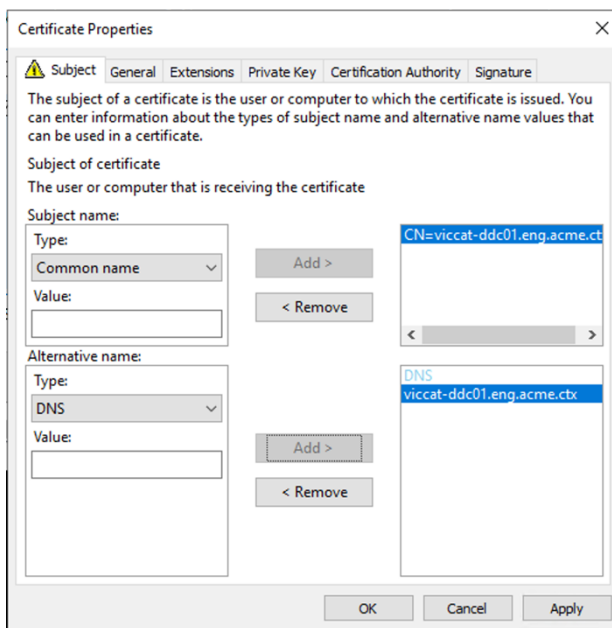 Certificate Properties
Subject General Extensions Private Key Certification Authority Signature
The subject of a certificate is the user or computer to which the certificate is issued. You
can enter information about the types of subject name and alternative name values that
can be used in a certificate.
Subject of certificate
The user or computer that is receiving the certificate
Subject name:
Type:
Common name
Value:
Add >
< Remove
CN=viccat-ddc01.eng.acme.ct
Alternative name:
Type:
DNS
Value:
Add >
< Remove
DNS
viccat-ddc01.eng.acme.ctx
OK Cancel Apply